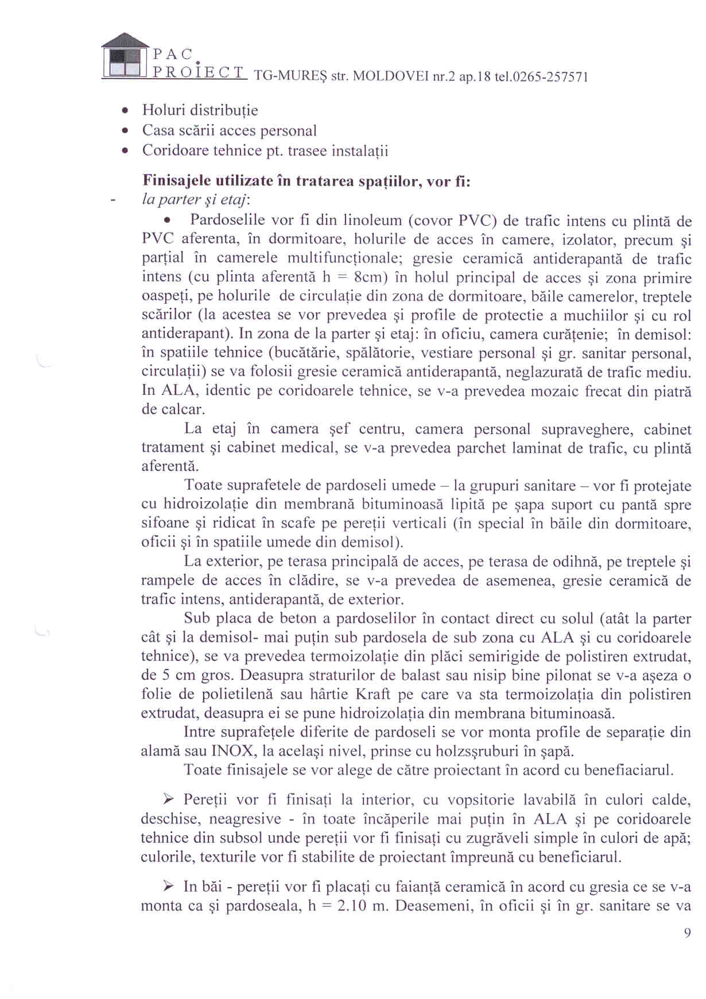 PAC.
PROIECT TG-MUREŞ str. MOLDOVEI nr.2 ap.18 tel.0265-257571
• Holuri distribuţie
• Casa scării acces personal
• Coridoare tehnice pt. trasee instalaţii
Finisajele utilizate în tratarea spaţiilor, vor fi:
- la parter şi etaj:
• Pardoselile vor fi din linoleum (covor PVC) de trafic intens cu plintă de
PVC aferenta, în dormitoare, holurile de acces în camere, izolator, precum şi
parţial în camerele multifuncţionale; gresie ceramică antiderapantă de trafic
intens (cu plinta aferentă h = 8cm) în holul principal de acces şi zona primire
oaspeţi, pe holurile de circulaţie din zona de dormitoare, băile camerelor, treptele
scărilor (la acestea se vor prevedea şi profile de protectie a muchiilor şi cu rol
antiderapant). In zona de la parter şi etaj: în oficiu, camera curăţenie; în demisol:
în spatiile tehnice (bucătărie, spălătorie, vestiare personal şi gr. sanitar personal,
circulaţii) se va folosii gresie ceramică antiderapantă, neglazurată de trafic mediu.
In ALA, identic pe coridoarele tehnice, se v-a prevedea mozaic frecat din piatră
de calcar.
La etaj în camera şef centru, camera personal supraveghere, cabinet
tratament şi cabinet medical, se v-a prevedea parchet laminat de trafic, cu plintă
aferentă.
Toate suprafetele de pardoseli umede – la grupuri sanitare – vor fi protejate
cu hidroizolaţie din membrană bituminoasă lipită pe şapa suport cu pantă spre
sifoane şi ridicat în scafe pe pereţii verticali (în special în băile din dormitoare,
oficii şi în spatiile umede din demisol).
La exterior, pe terasa principală de acces, pe terasa de odihnă, pe treptele şi
rampele de acces în clădire, se v-a prevedea de asemenea, gresie ceramică de
trafic intens, antiderapantă, de exterior.
Sub placa de beton a pardoselilor în contact direct cu solul (atât la parter
cât şi la demisol- mai puţin sub pardosela de sub zona cu ALA şi cu coridoarele
tehnice), se va prevedea termoizolaţie din plăci semirigide de polistiren extrudat,
de 5 cm gros. Deasupra straturilor de balast sau nisip bine pilonat se v-a aşeza o
folie de polietilenă sau hârtie Kraft pe care va sta termoizolaţia din polistiren
extrudat, deasupra ei se pune hidroizolaţia din membrana bituminoasă.
Intre suprafeţele diferite de pardoseli se vor monta profile de separaţie din
alamă sau INOX, la acelaşi nivel, prinse cu holzsşruburi în şapă.
Toate finisajele se vor alege de către proiectant în acord cu benefiaciarul.
➢ Pereţii vor fi finisaţi la interior, cu vopsitorie lavabilă în culori calde,
deschise, neagresive - în toate încăperile mai puţin în ALA şi pe coridoarele
tehnice din subsol unde pereţii vor fi finisaţi cu zugrăveli simple în culori de apă;
culorile, texturile vor fi stabilite de proiectant împreună cu beneficiarul.
➢ In băi - pereţii vor fi placaţi cu faianţă ceramică în acord cu gresia ce se v-a
monta ca şi pardoseala, h = 2.10 m. Deasemeni, în oficii şi în gr. sanitare se va
9